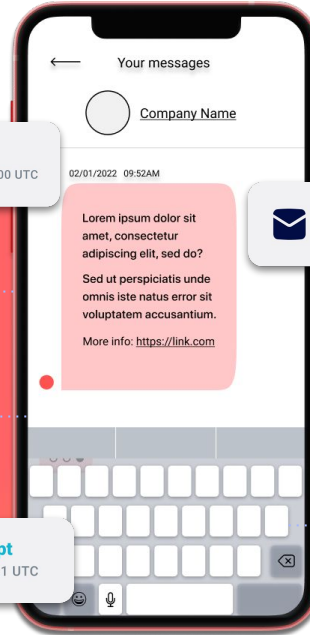 Your messages
Company Name
00 UTC
02/01/2022 09:52AM
Lorem ipsum dolor sit
amet, consectetur
adipiscing elit, sed do?
Sed ut perspiciatis unde
omnis iste natus error sit
voluptatem accusantium.
More info: https://link.com
pt
1 UTC